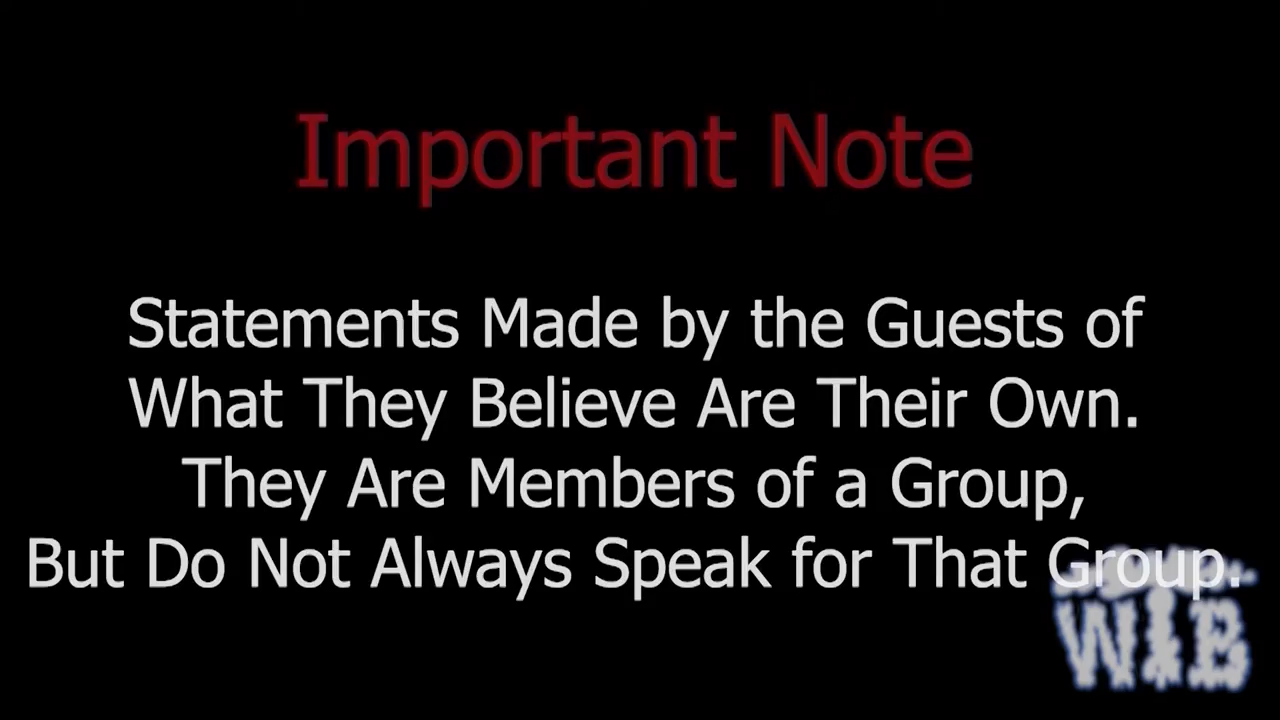 Important Note
Statements Made by the Guests of
What They Believe Are Their Own.
They Are Members of a Group,
But Do Not Always Speak for That Group.
WIB